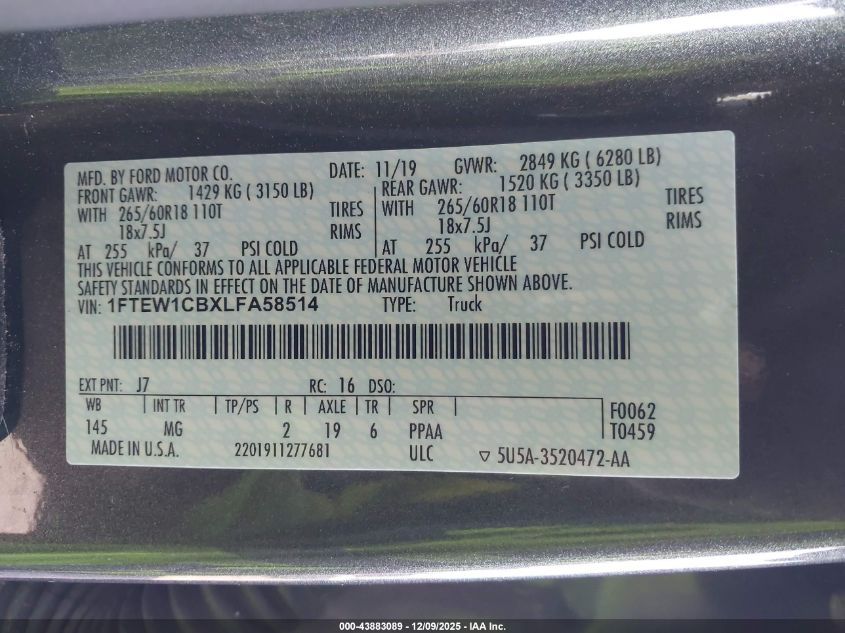 MFD. BY FORD MOTOR CO. DATE: 11/19 GVWR: 2849 KG ( 6280 LB)
FRONT GAWR: 1429 KG ( 3150 LB) REAR GAWR: 1520 KG ( 3350 LB)
WITH 265/60R18 110T TIRES WITH 265/60R18 110T TIRES
18x7.5J RIMS 18x7.5J RIMS
AT 255 kPa/ 37 PSI COLD AT 255 kPa/ 37 PSI COLD
THIS VEHICLE CONFORMS TO ALL APPLICABLE FEDERAL MOTOR VEHICLE
SAFETY STANDARDS IN EFFECT ON THE DATE OF MANUFACTURE SHOWN ABOVE.
VIN: 1FTEW1CBXLFA58514 TYPE: Truck
EXT PNT: J7 RC: 16 DSO:
WB INT TR TP/PS R AXLE TR SPR F0062
145 MG 2 19 6 PPAA T0459
MADE IN U.S.A. 2201911277681 ULC ▽ 5U5A-3520472-AA
000-43883089 - 12/09/2025 - IAA Inc.